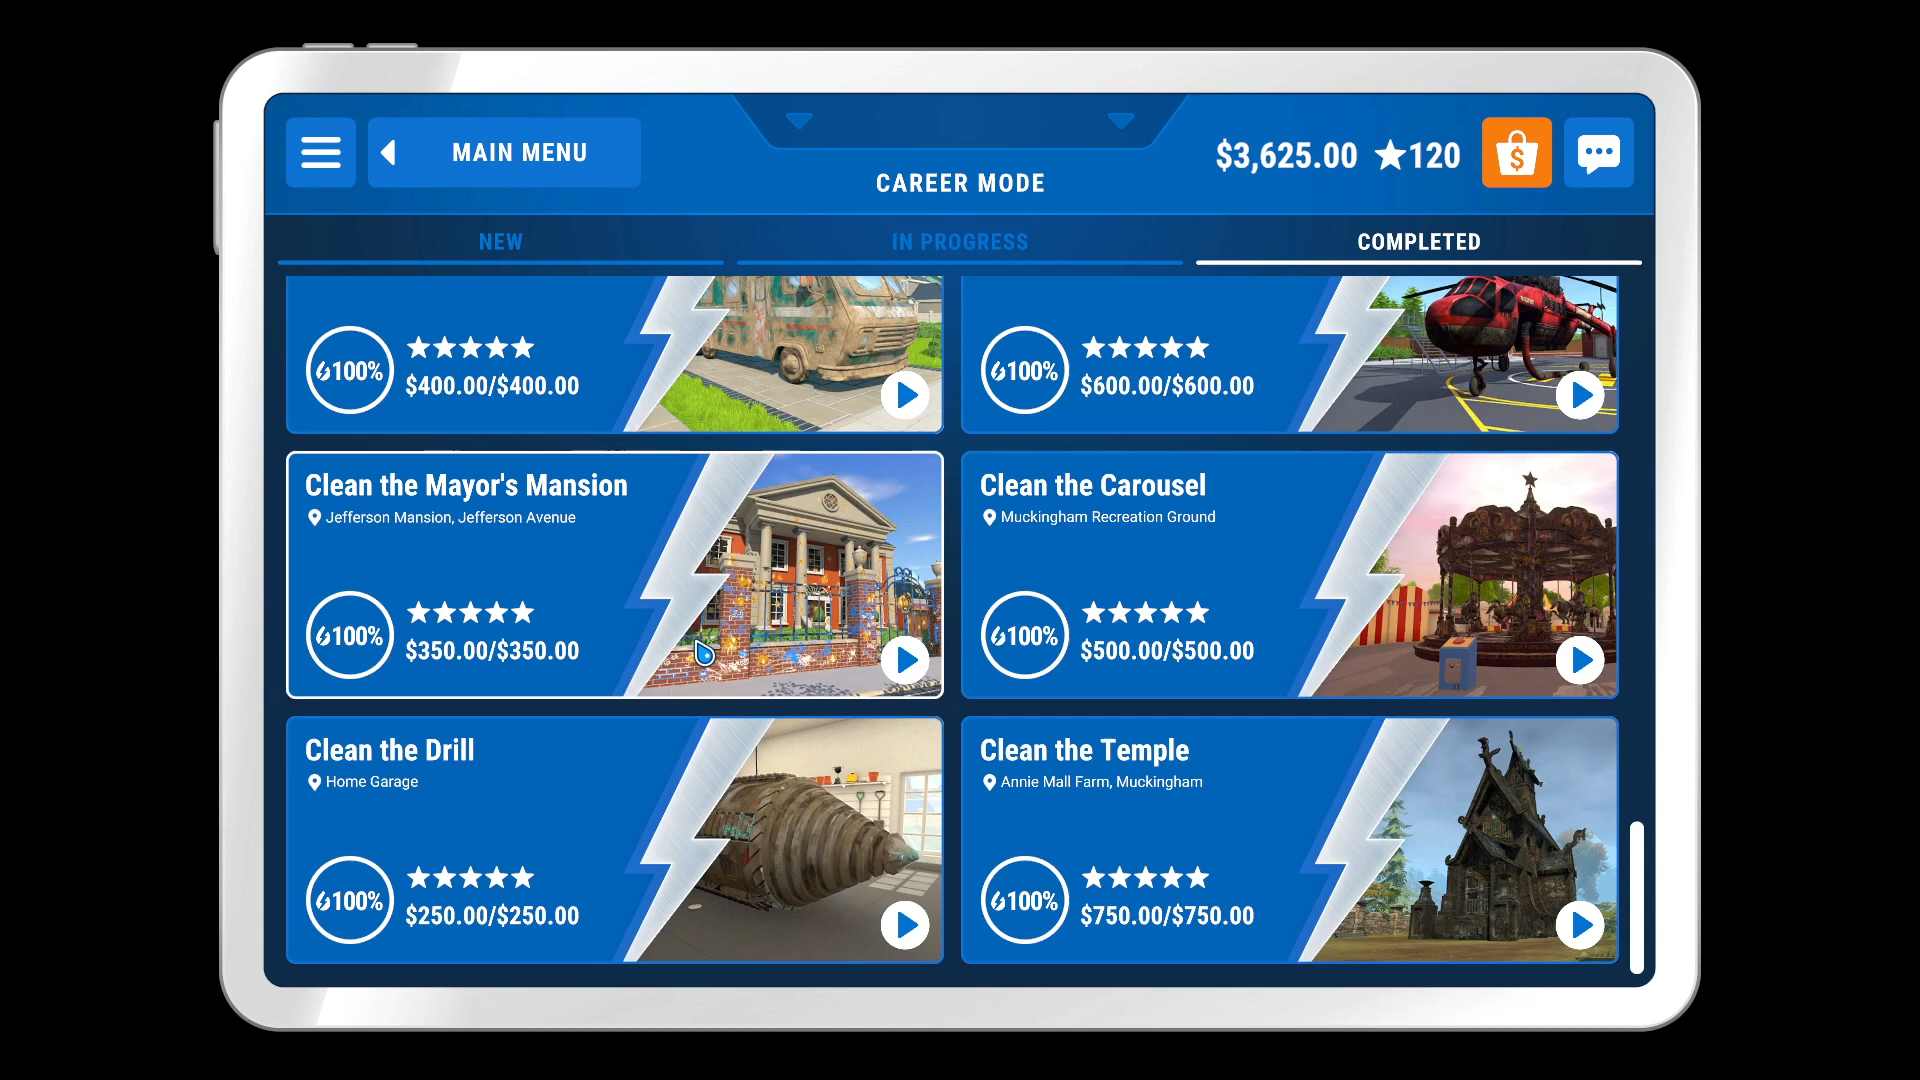 MAIN MENU
CAREER MODE
$3,625.00 ★120
NEW
IN PROGRESS
COMPLETED
100%
$400.00/$400.00
100%
$600.00/$600.00
Clean the Mayor's Mansion
Jefferson Mansion, Jefferson Avenue
100%
$350.00/$350.00
Clean the Carousel
Muckingham Recreation Ground
100%
$500.00/$500.00
Clean the Drill
Home Garage
100%
$250.00/$250.00
Clean the Temple
Annie Mall Farm, Muckingham
100%
$750.00/$750.00